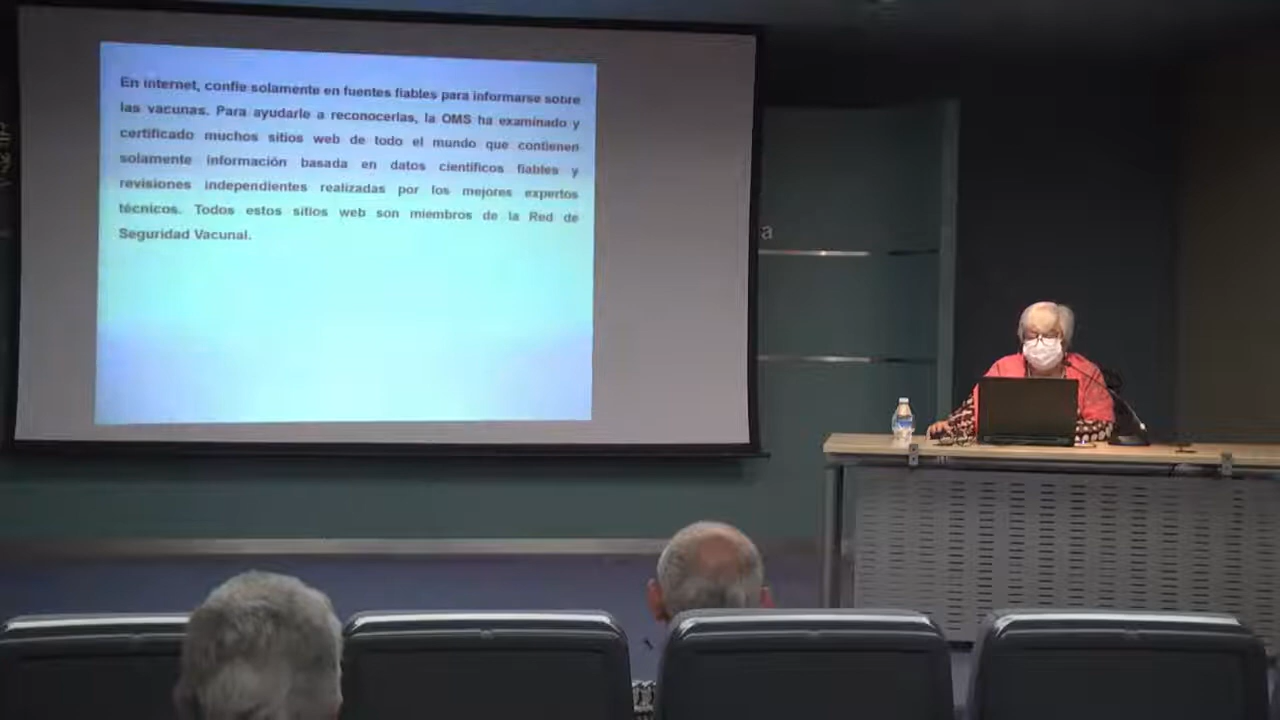 En internet, confíe solamente en fuentes fiables para informarse sobre
las vacunas. Para ayudarle a reconocerlas, la OMS ha examinado y
certificado muchos sitios web de todo el mundo que contienen
solamente información basada en datos científicos fiables y
revisiones independientes realizadas por los mejores expertos
técnicos. Todos estos sitios web son miembros de la Red de
Seguridad Vacunal.
a